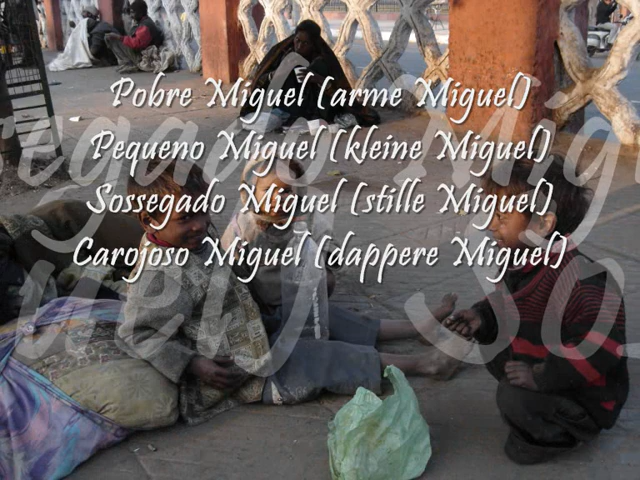 Pobre Miguel (arme Miguel)
Pequeno Miguel (kleine Miguel)
Sossegado Miguel (stille Miguel)
Carojoso Miguel (dappere Miguel)